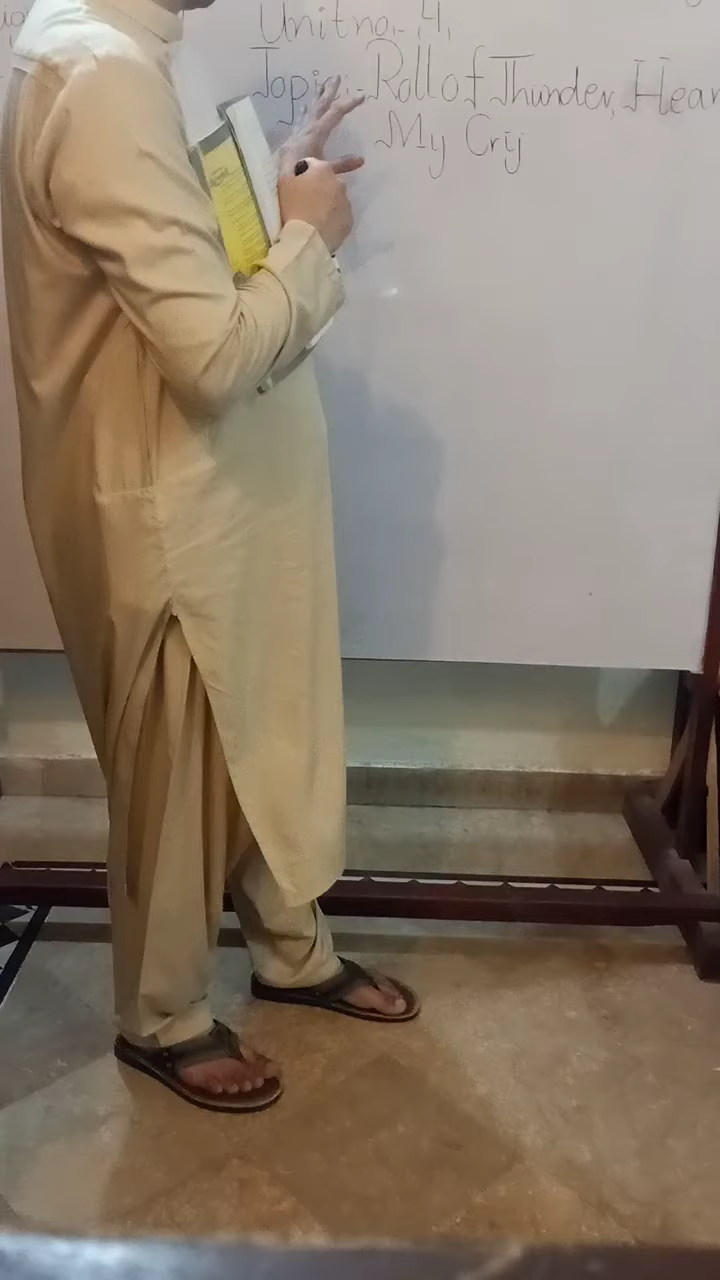 Unit no:- 4.
Topic:- Roll of Thunder, Hear
My Cry